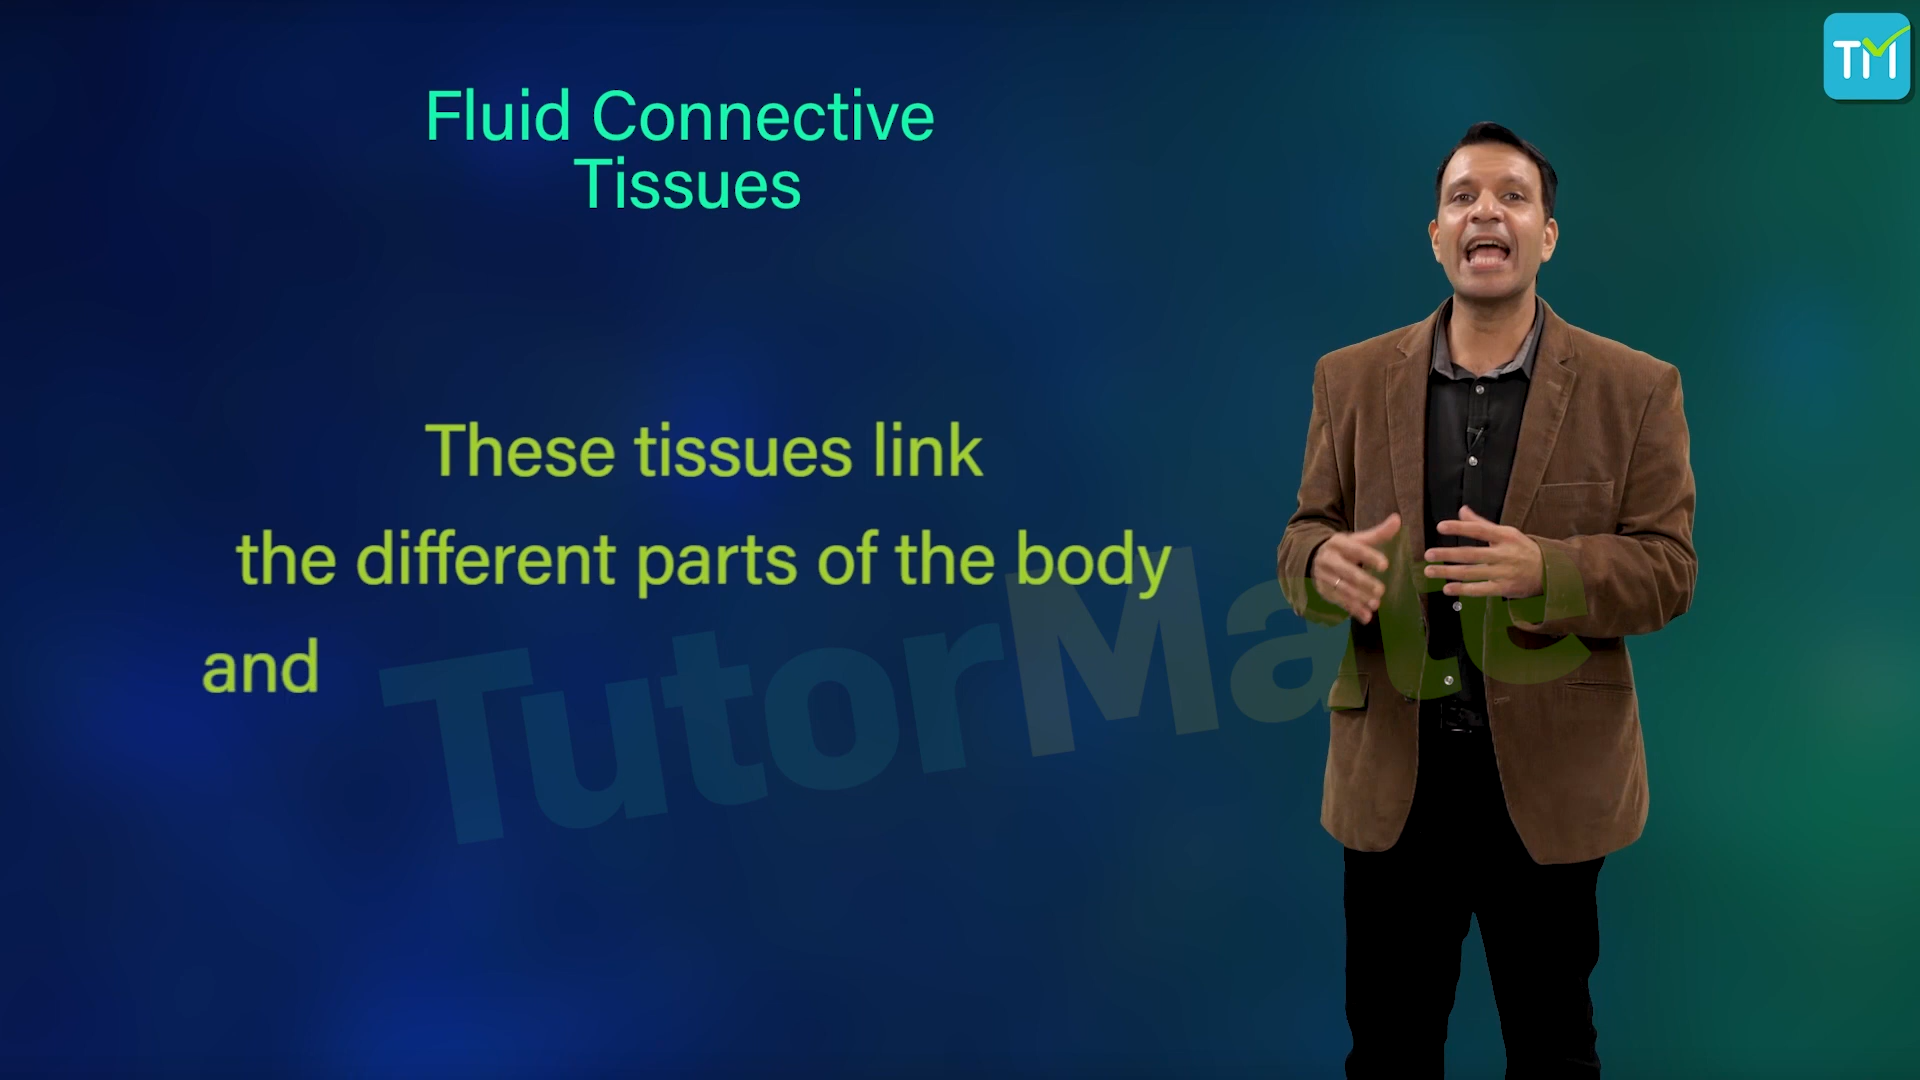 TM
Fluid Connective
Tissues
These tissues link
the different parts of the body
and
TutorMate